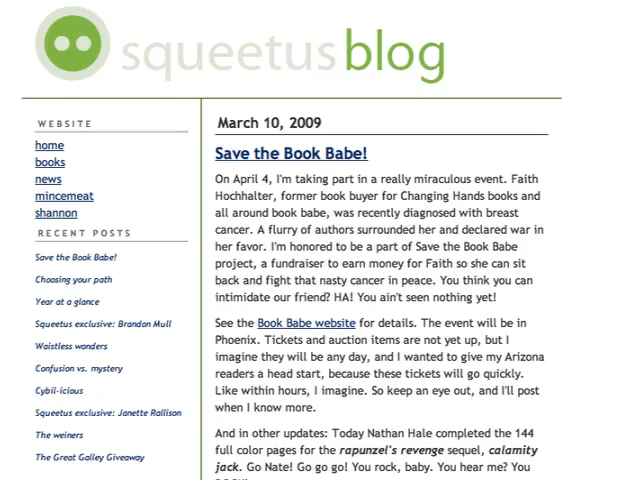 squeetus blog
WEBSITE
home
books
news
mincemeat
shannon
RECENT POSTS
Save the Book Babe!
Choosing your path
Year at a glance
Squeetus exclusive: Brandon Mull
Waistless wonders
Confusion vs. mystery
Cybil-icious
Squeetus exclusive: Janette Rallison
The weiners
The Great Galley Giveaway
March 10, 2009
Save the Book Babe!
On April 4, I'm taking part in a really miraculous event. Faith
Hochhalter, former book buyer for Changing Hands books and
all around book babe, was recently diagnosed with breast
cancer. A flurry of authors surrounded her and declared war in
her favor. I'm honored to be a part of Save the Book Babe
project, a fundraiser to earn money for Faith so she can sit
back and fight that nasty cancer in peace. You think you can
intimidate our friend? HA! You ain't seen nothing yet!
See the Book Babe website for details. The event will be in
Phoenix. Tickets and auction items are not yet up, but I
imagine they will be any day, and I wanted to give my Arizona
readers a head start, because these tickets will go quickly.
Like within hours, I imagine. So keep an eye out, and I'll post
when I know more.
And in other updates: Today Nathan Hale completed the 144
full color pages for the rapunzel's revenge sequel, calamity
jack. Go Nate! Go go go! You rock, baby. You hear me? You